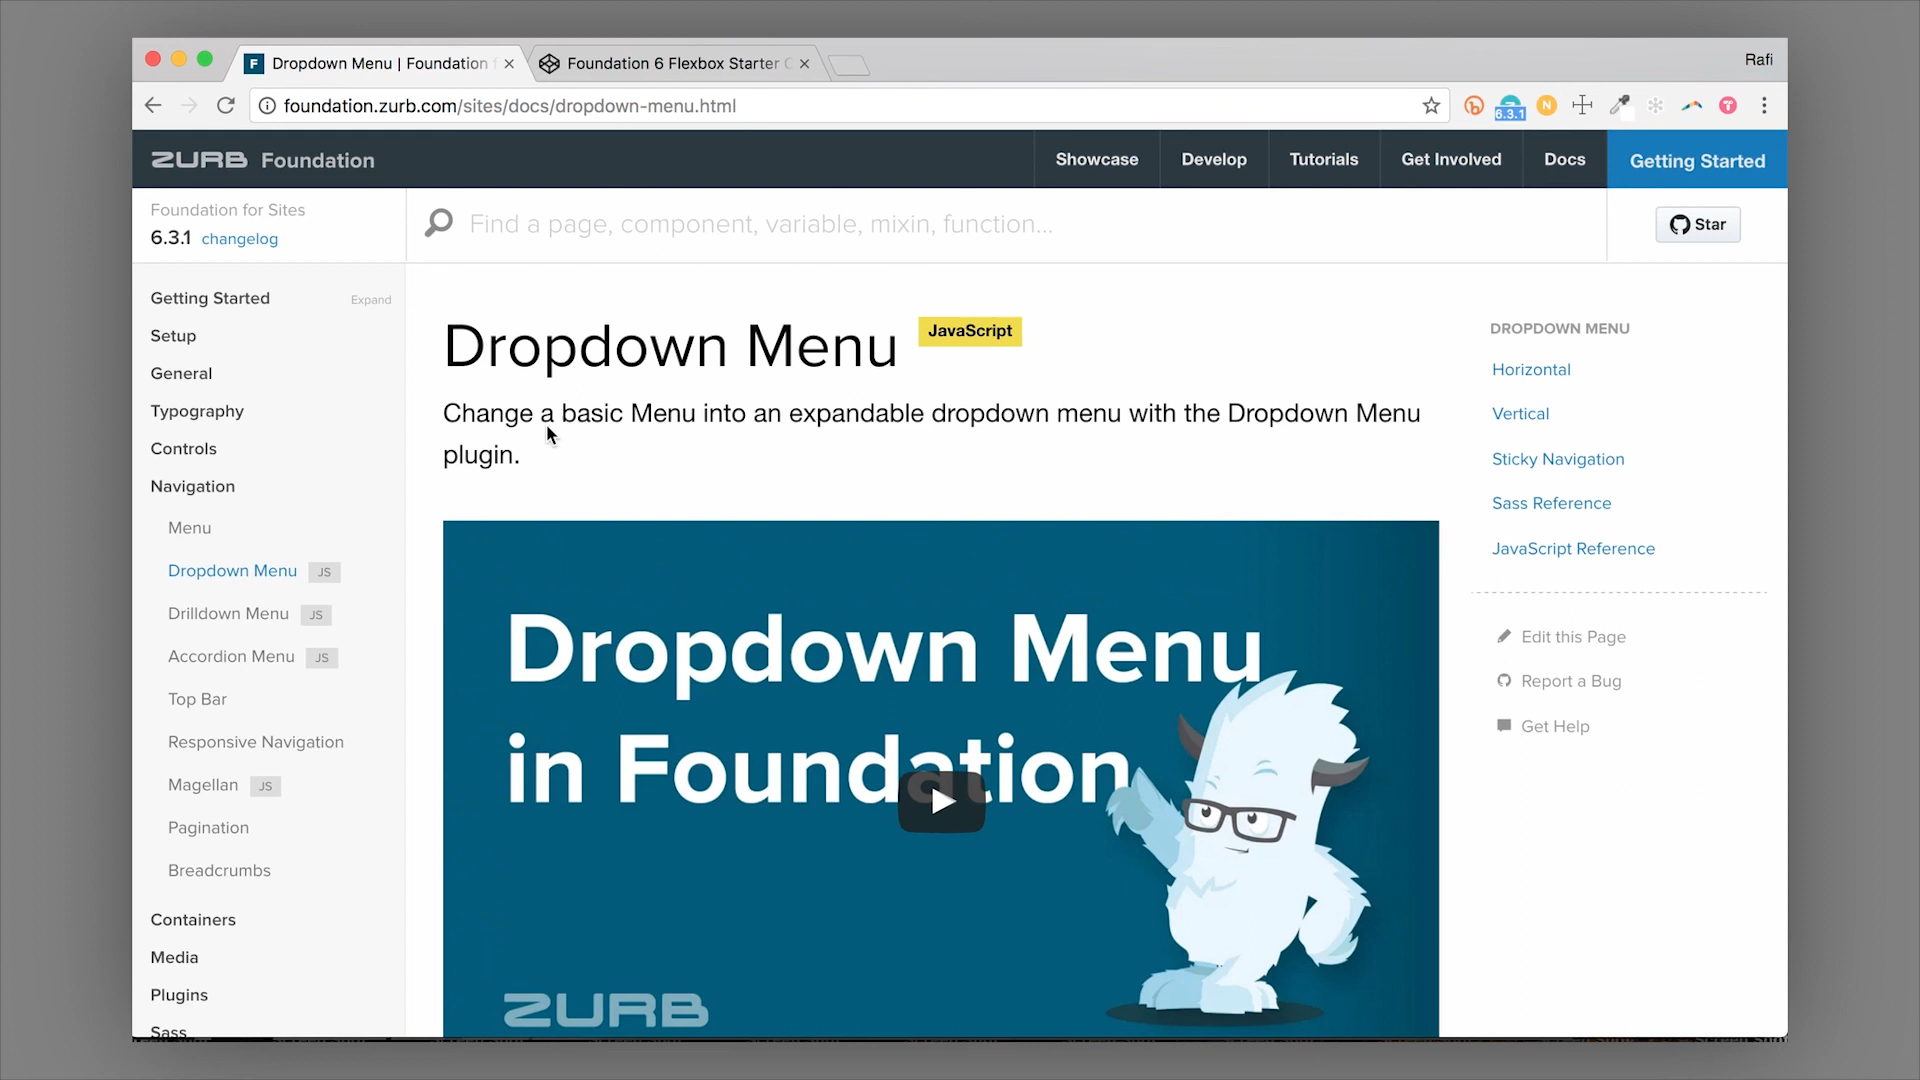 Rafi
Dropdown Menu | Foundation f
Foundation 6 Flexbox Starter C
foundation.zurb.com/sites/docs/dropdown-menu.html
6.3.1
N
ZURB Foundation
Showcase
Develop
Tutorials
Get Involved
Docs
Getting Started
Foundation for Sites
6.3.1 changelog
Find a page, component, variable, mixin, function...
Star
Getting Started
Expand
Setup
General
Typography
Controls
Navigation
Menu
Dropdown Menu JS
Drilldown Menu JS
Accordion Menu JS
Top Bar
Responsive Navigation
Magellan JS
Pagination
Breadcrumbs
Containers
Media
Plugins
Sass
Dropdown Menu JavaScript
Change a basic Menu into an expandable dropdown menu with the Dropdown Menu
plugin.
Dropdown Menu
in Foundation
ZURB
DROPDOWN MENU
Horizontal
Vertical
Sticky Navigation
Sass Reference
JavaScript Reference
Edit this Page
Report a Bug
Get Help